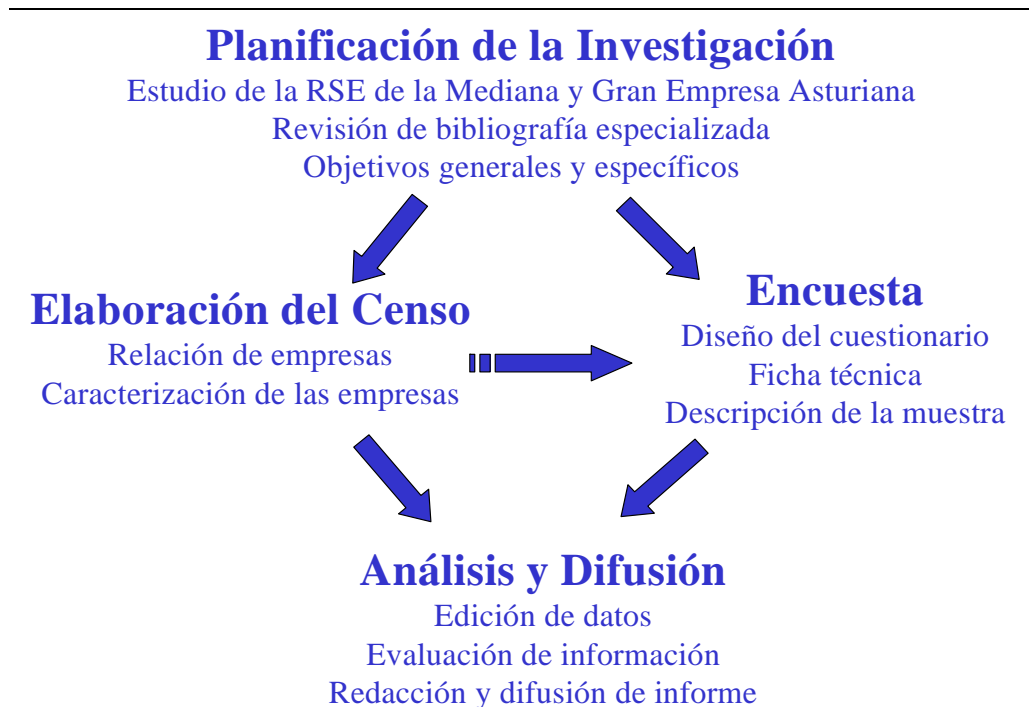 Planificación de la Investigación
Estudio de la RSE de la Mediana y Gran Empresa Asturiana
Revisión de bibliografía especializada
Objetivos generales y específicos
Elaboración del Censo
Relación de empresas
Caracterización de las empresas
Encuesta
Diseño del cuestionario
Ficha técnica
Descripción de la muestra
Análisis y Difusión
Edición de datos
Evaluación de información
Redacción y difusión de informe